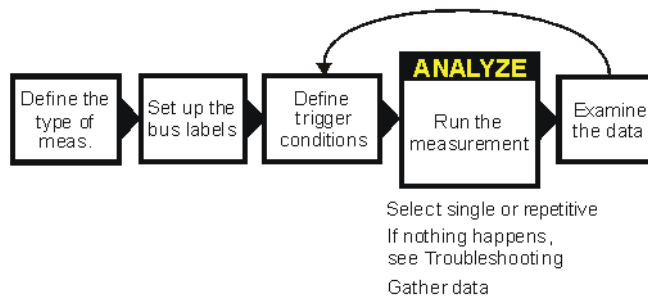 Define the
type of
meas.
Set up the
bus labels
Define
trigger
conditions
ANALYZE
Run the
measurement
Examine
the data
Select single or repetitive
If nothing happens,
see Troubleshooting
Gather data